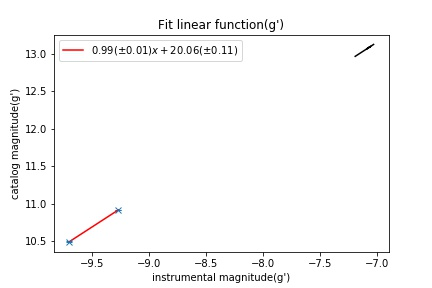 Fit linear function(g')
0.99(±0.01)x + 20.06(±0.11)
catalog magnitude(g')
13.0
12.5
12.0
11.5
11.0
10.5
−9.5 −9.0 −8.5 −8.0 −7.5 −7.0
instrumental magnitude(g')